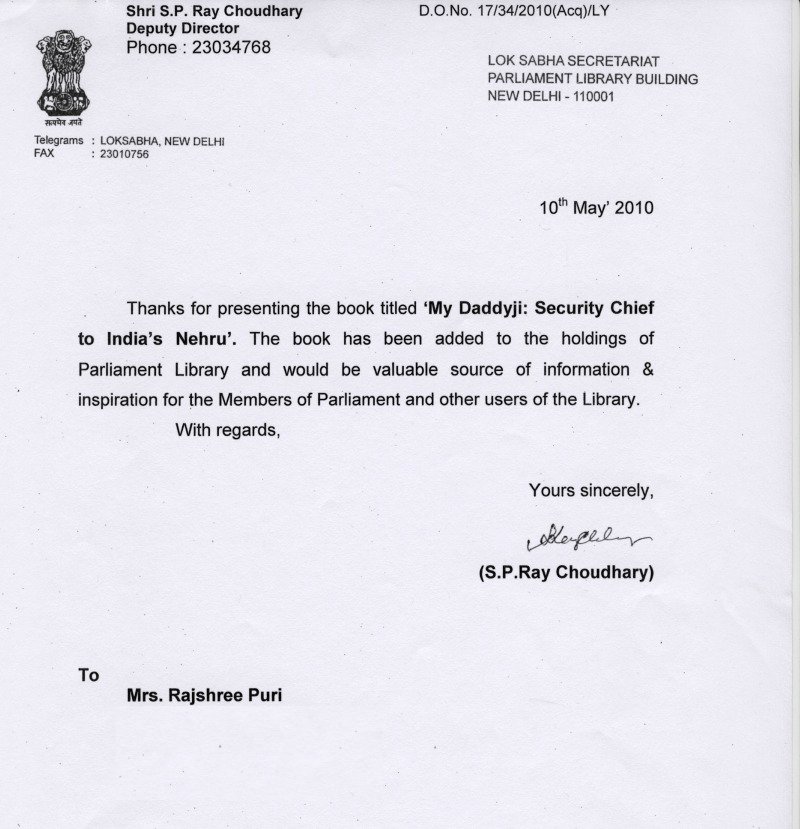 Shri S.P. Ray Choudhary
Deputy Director
Phone : 23034768
D.O.No. 17/34/2010(Acq)/LY
LOK SABHA SECRETARIAT
PARLIAMENT LIBRARY BUILDING
NEW DELHI - 110001
सत्यमेव जयते
Telegrams : LOKSABHA, NEW DELHI
FAX : 23010756
10th May' 2010
Thanks for presenting the book titled ‘My Daddyji: Security Chief
to India’s Nehru’. The book has been added to the holdings of
Parliament Library and would be valuable source of information &
inspiration for the Members of Parliament and other users of the Library.
With regards,
Yours sincerely,
(S.P.Ray Choudhary)
To
Mrs. Rajshree Puri